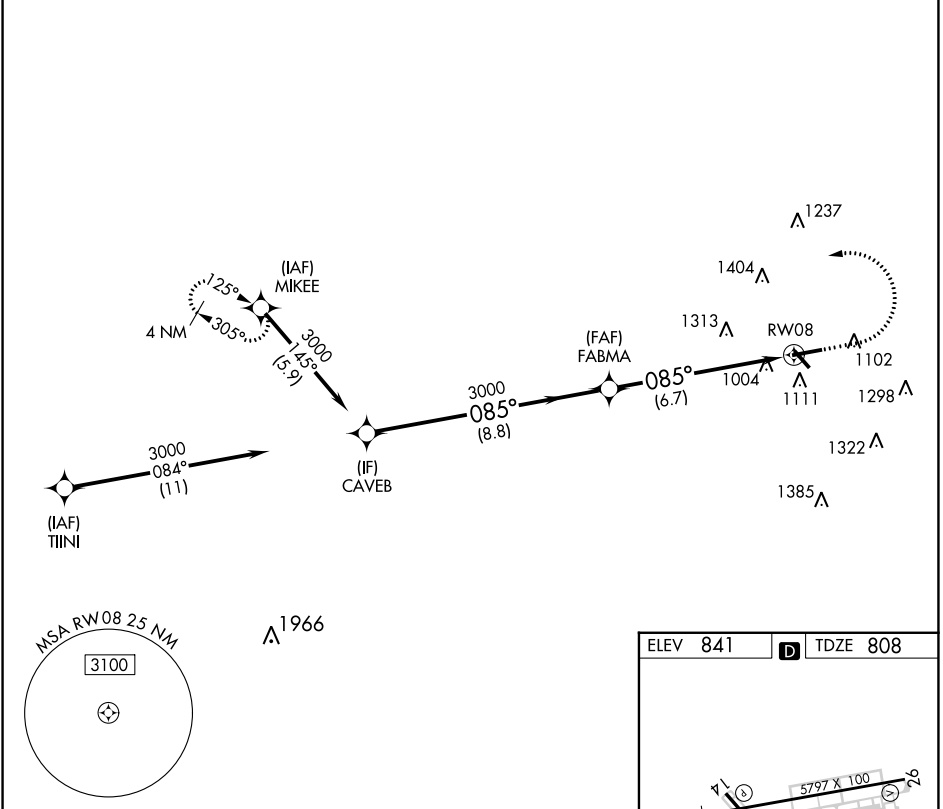 1237
1404
(IAF)
MIKEE
125°
305°
4 NM
3000
145°
(5.9)
1313
RW08
(FAF)
FABMA
1004
1102
1111
1298
085°
(6.7)
3000
085°
(8.8)
1322
3000
084°
(11)
(IF)
CAVEB
1385
(IAF)
TIINI
MSA RW08 25 NM
3100
1966
ELEV 841
D
TDZE 808
14
P
5797 X 100
V
26